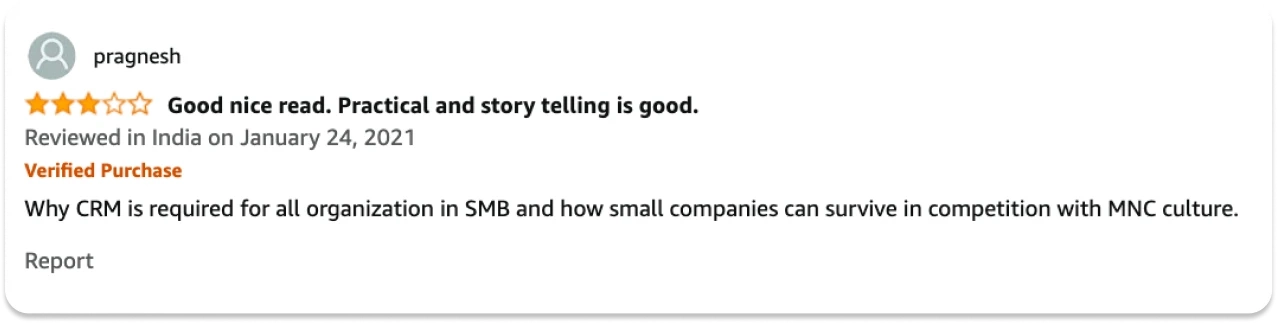 pragnesh
Good nice read. Practical and story telling is good.
Reviewed in India on January 24, 2021
Verified Purchase
Why CRM is required for all organization in SMB and how small companies can survive in competition with MNC culture.
Report